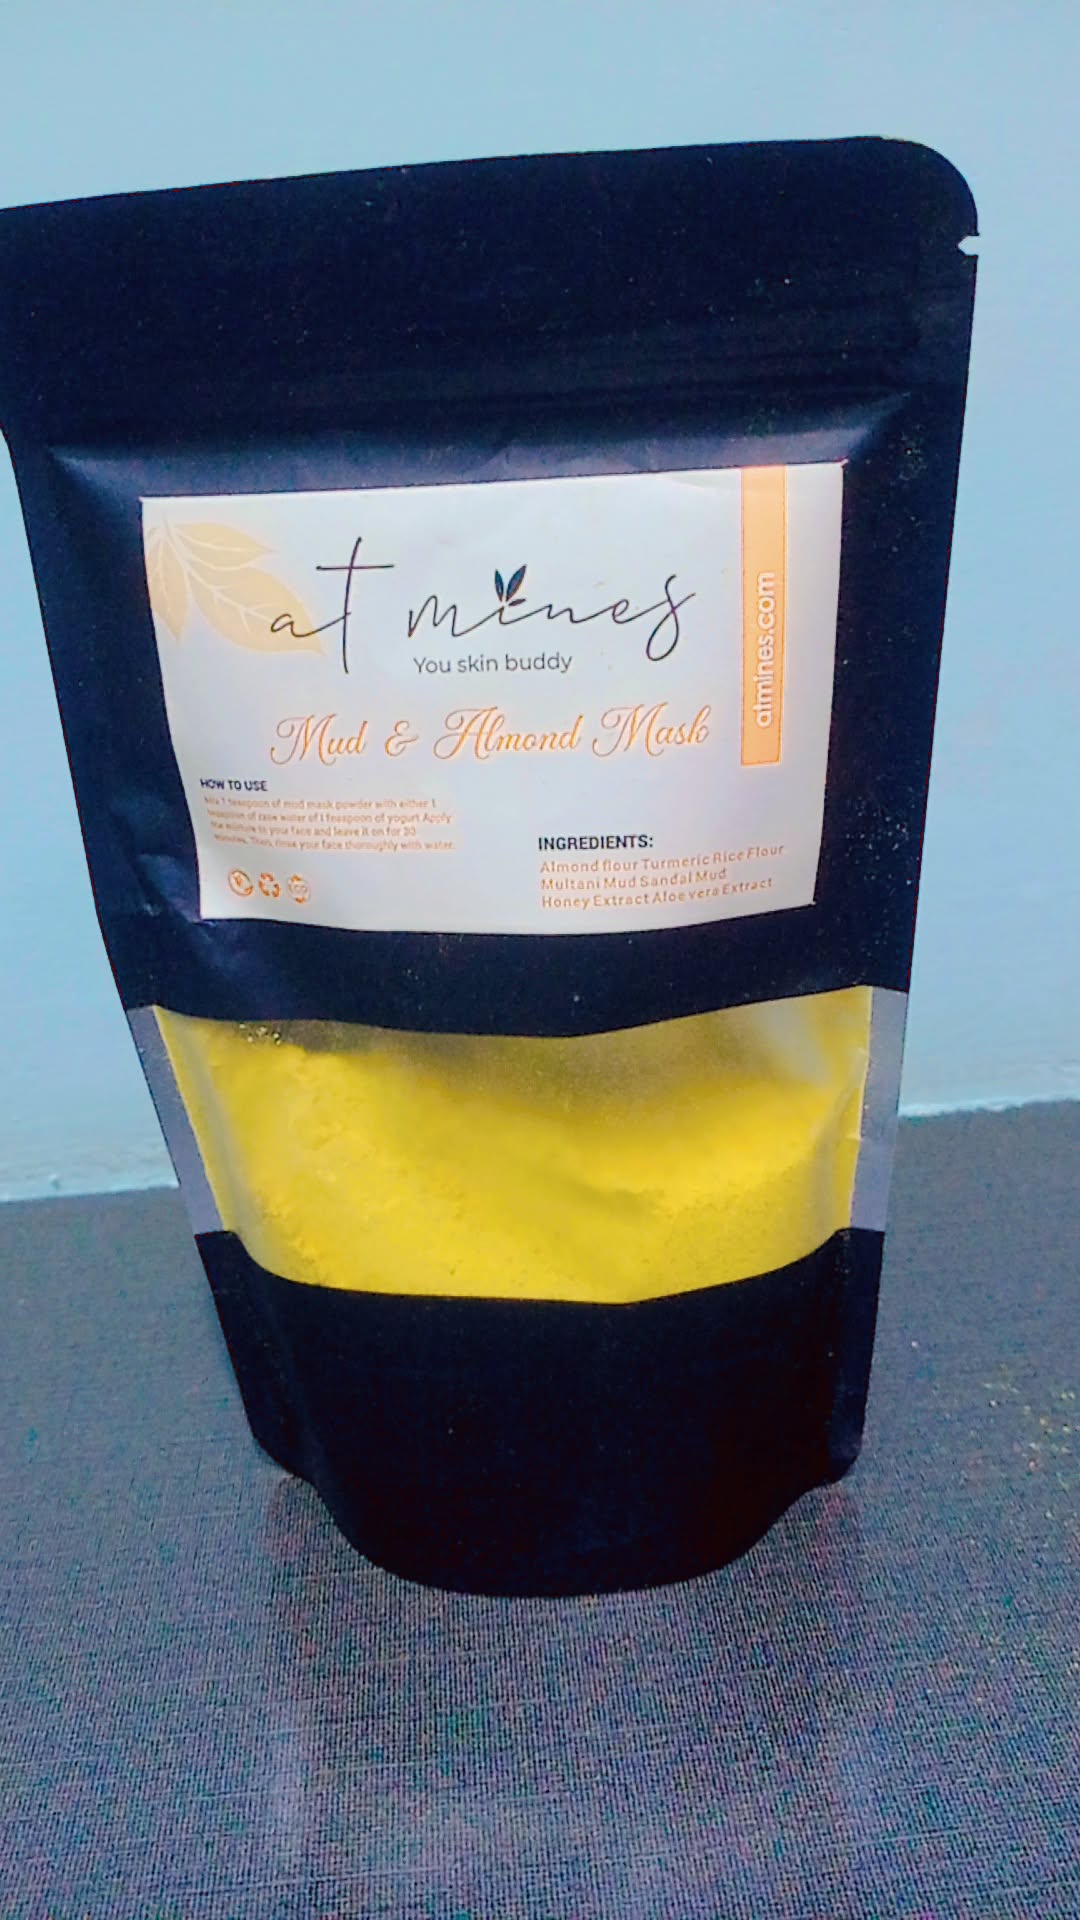 at mines
You skin buddy
atmines.com
Mud & Almond Mask
HOW TO USE
Mix 1 teaspoon of mud mask powder with either 1
teaspoon of rose water of 1 teaspoon of yogurt Apply
the mixture to your face and leave it on for 20
minutes. Then, rinse your face thoroughly with water.
INGREDIENTS:
Almond flour Turmeric Rice Flour
Multani Mud Sandal Mud
Honey Extract Aloe vera Extract